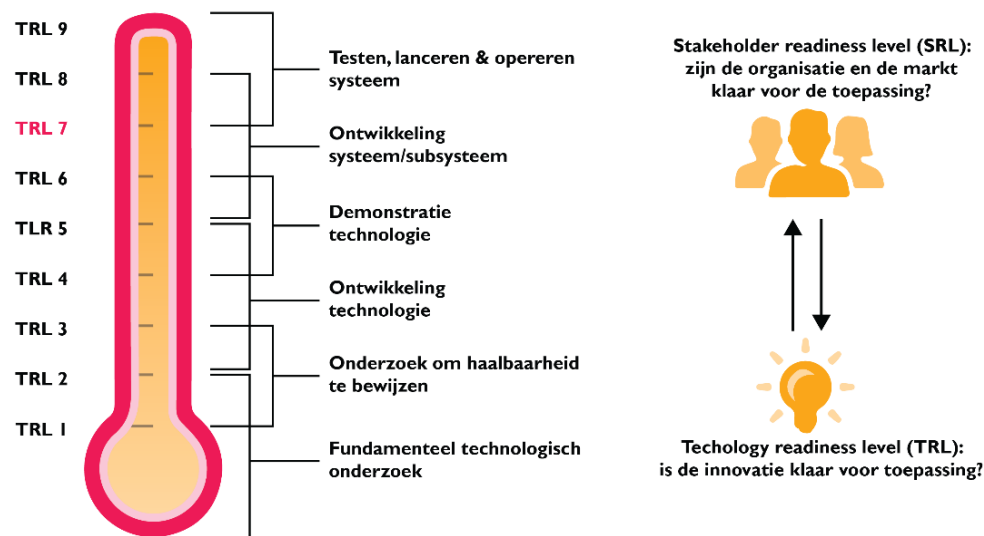 TRL 9
TRL 8
TRL 7
TRL 6
TLR 5
TRL 4
TRL 3
TRL 2
TRL 1
Testen, lanceren & opereren
systeem
Ontwikkeling
systeem/subsysteem
Demonstratie
technologie
Ontwikkeling
technologie
Onderzoek om haalbaarheid
te bewijzen
Fundamenteel technologisch
onderzoek
Stakeholder readiness level (SRL):
zijn de organisatie en de markt
klaar voor de toepassing?
Techology readiness level (TRL):
is de innovatie klaar voor toepassing?